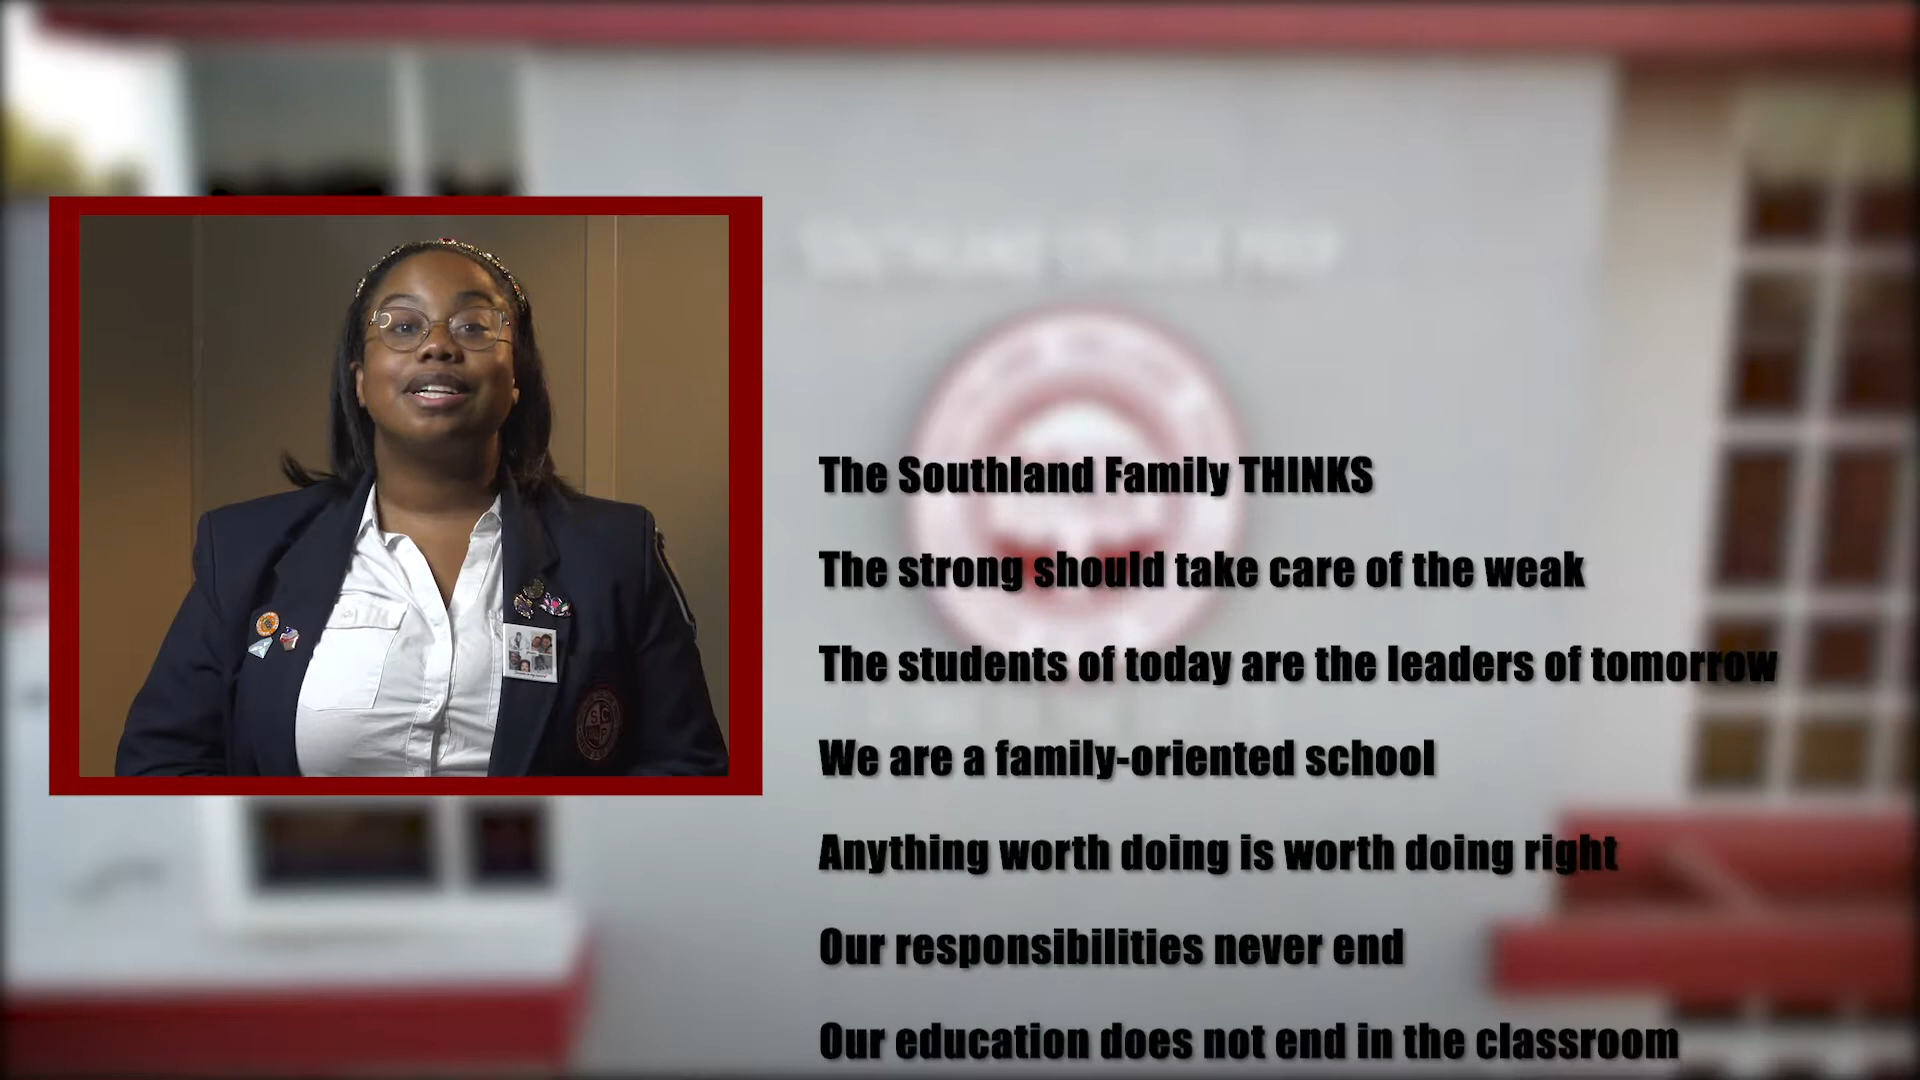 The Southland Family THINKS
The strong should take care of the weak
The students of today are the leaders of tomorrow
We are a family-oriented school
Anything worth doing is worth doing right
Our responsibilities never end
Our education does not end in the classroom